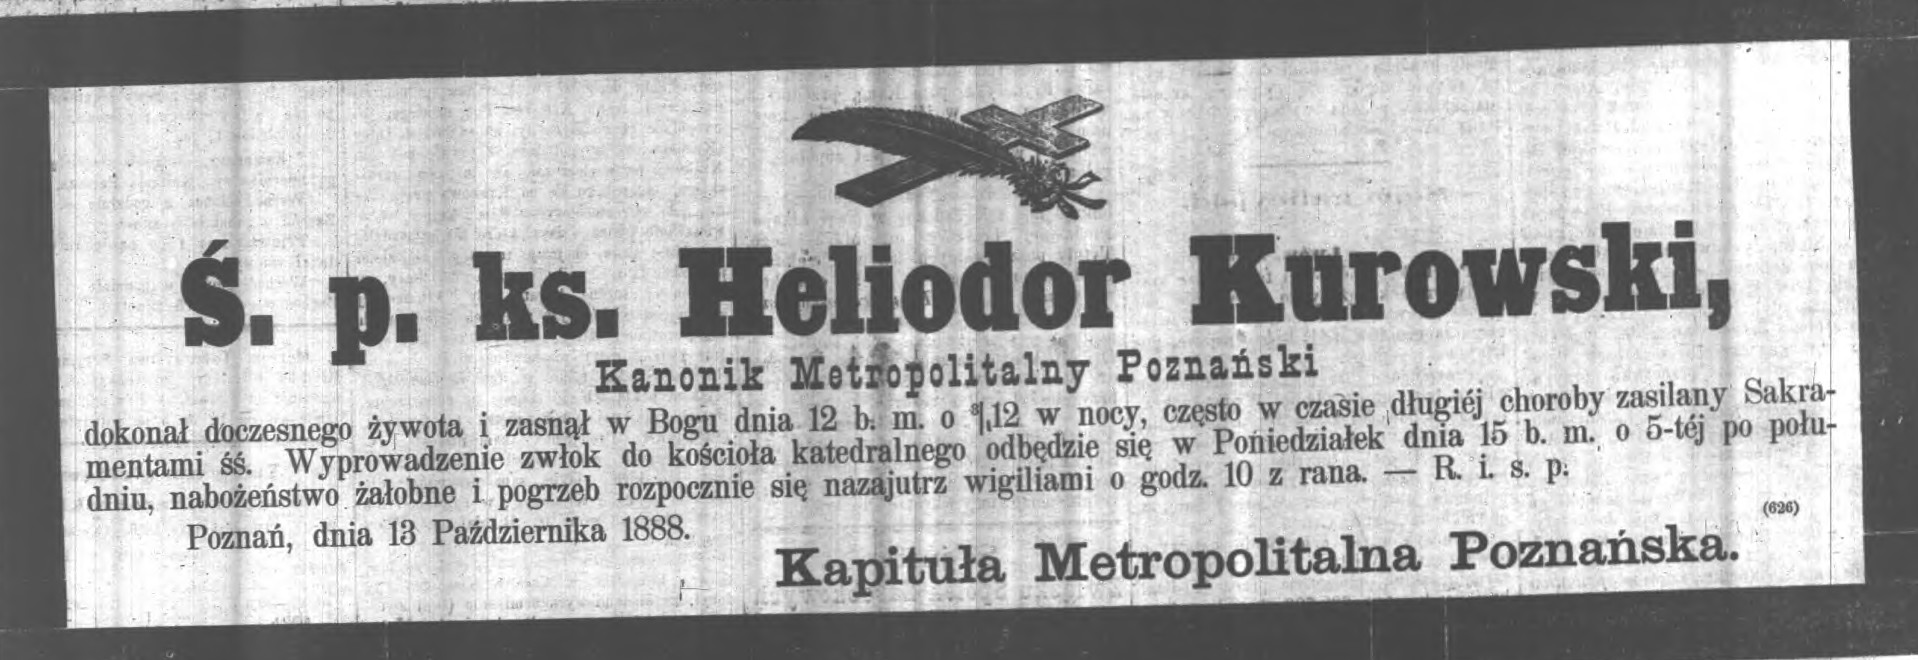 Ś. p. ks. Heliodor Kurowski,
Kanonik Metropolitalny Poznański
dokonał doczesnego żywota i zasnął w Bogu dnia 12 b. m. o ¾12 w nocy, często w czasie długiéj choroby zasilany Sakra-
mentami śś. Wyprowadzenie zwłok do kościoła katedralnego odbędzie się w Poniedziałek dnia 15 b. m. o 5-téj po połu-
dniu, nabożeństwo żałobne i pogrzeb rozpocznie się nazajutrz wigiliami o godz. 10 z rana. — R. i. s. p.
(626)
Poznań, dnia 13 Października 1888.
Kapituła Metropolitalna Poznańska.